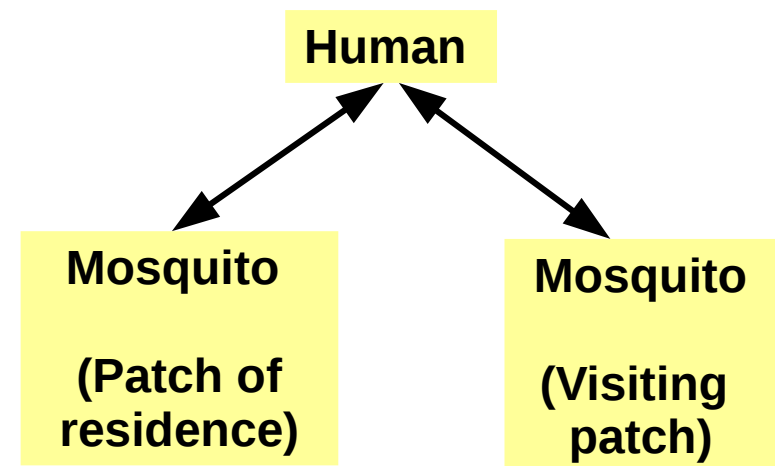 Human
Mosquito
(Patch of
residence)
Mosquito
(Visiting
patch)